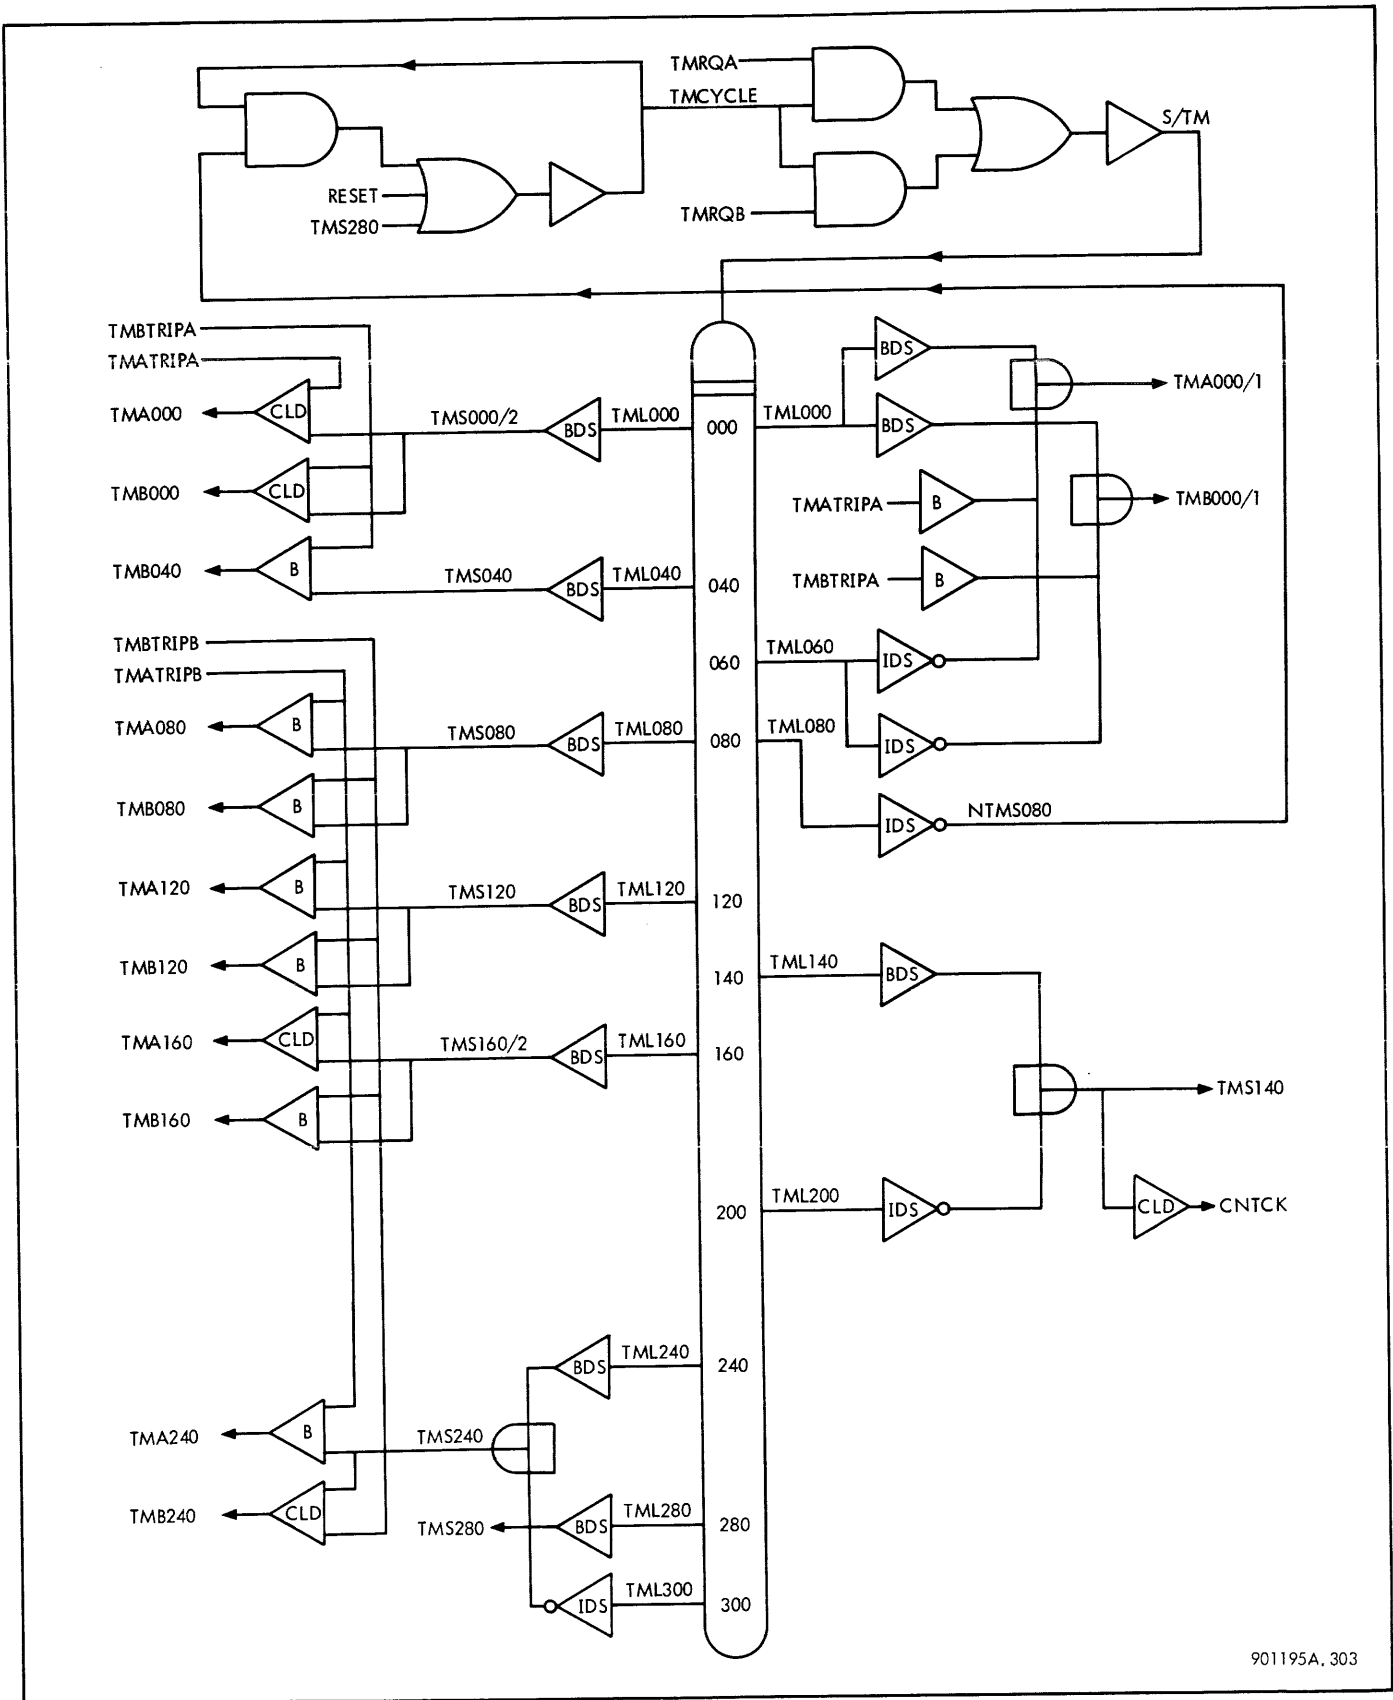 TMRQA
TMCYCLE
S/TM
RESET
TMS280
TMRQB
TMBTRIPA
TMATRIPA
TMA000
CLD
TMS000/2
BDS
TML000
000
TML000
BDS
BDS
TMA000/1
TMB000
CLD
TMATRIPA
B
TMB000/1
TMB040
B
TMS040
BDS
TML040
040
TMBTRIPA
B
TMBTRIPB
TMATRIPB
060
TML060
IDS
TMA080
B
TMS080
BDS
TML080
080
TML080
IDS
TMB080
B
IDS
NTMS080
TMA120
B
TMS120
BDS
TML120
120
TMB120
B
140
TML140
BDS
TMA160
CLD
TMS160/2
BDS
TML160
160
TMS140
TMB160
B
200
TML200
IDS
CLD
CNTCK
BDS
TML240
240
TMA240
B
TMS240
TMB240
CLD
TMS280
BDS
TML280
280
IDS
TML300
300
901195A. 303